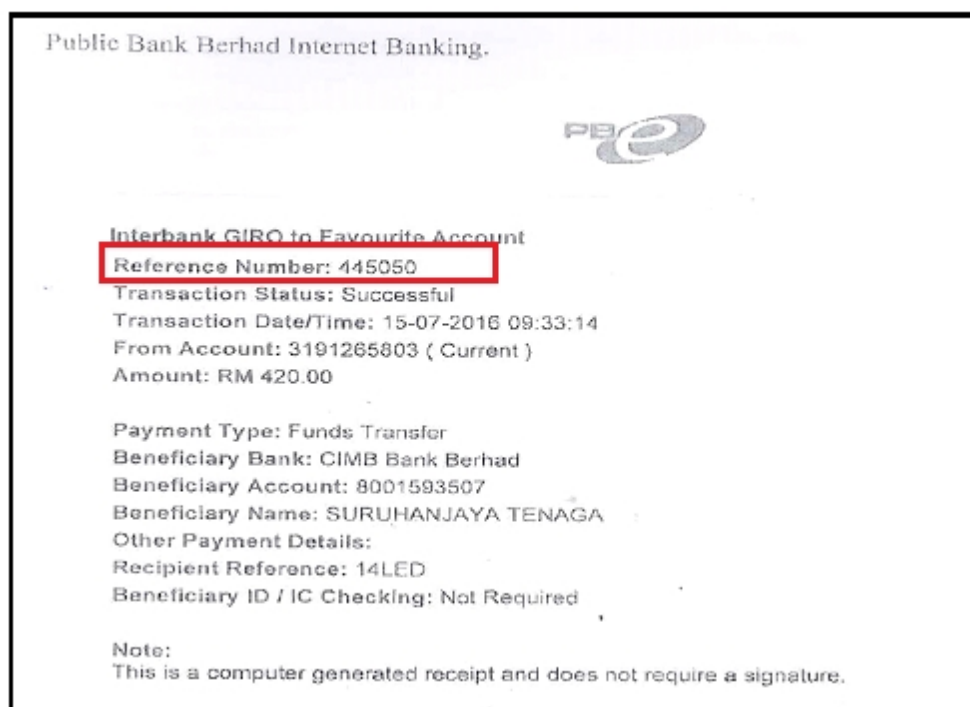 Public Bank Berhad Internet Banking.
PBe
Interbank GIRO to Favourite Account
Reference Number: 445050
Transaction Status: Successful
Transaction Date/Time: 15-07-2016 09:33:14
From Account: 3191265803 ( Current )
Amount: RM 420.00
Payment Type: Funds Transfer
Beneficiary Bank: CIMB Bank Berhad
Beneficiary Account: 8001593507
Beneficiary Name: SURUHANJAYA TENAGA
Other Payment Details:
Recipient Reference: 14LED
Beneficiary ID / IC Checking: Not Required
Note:
This is a computer generated receipt and does not require a signature.